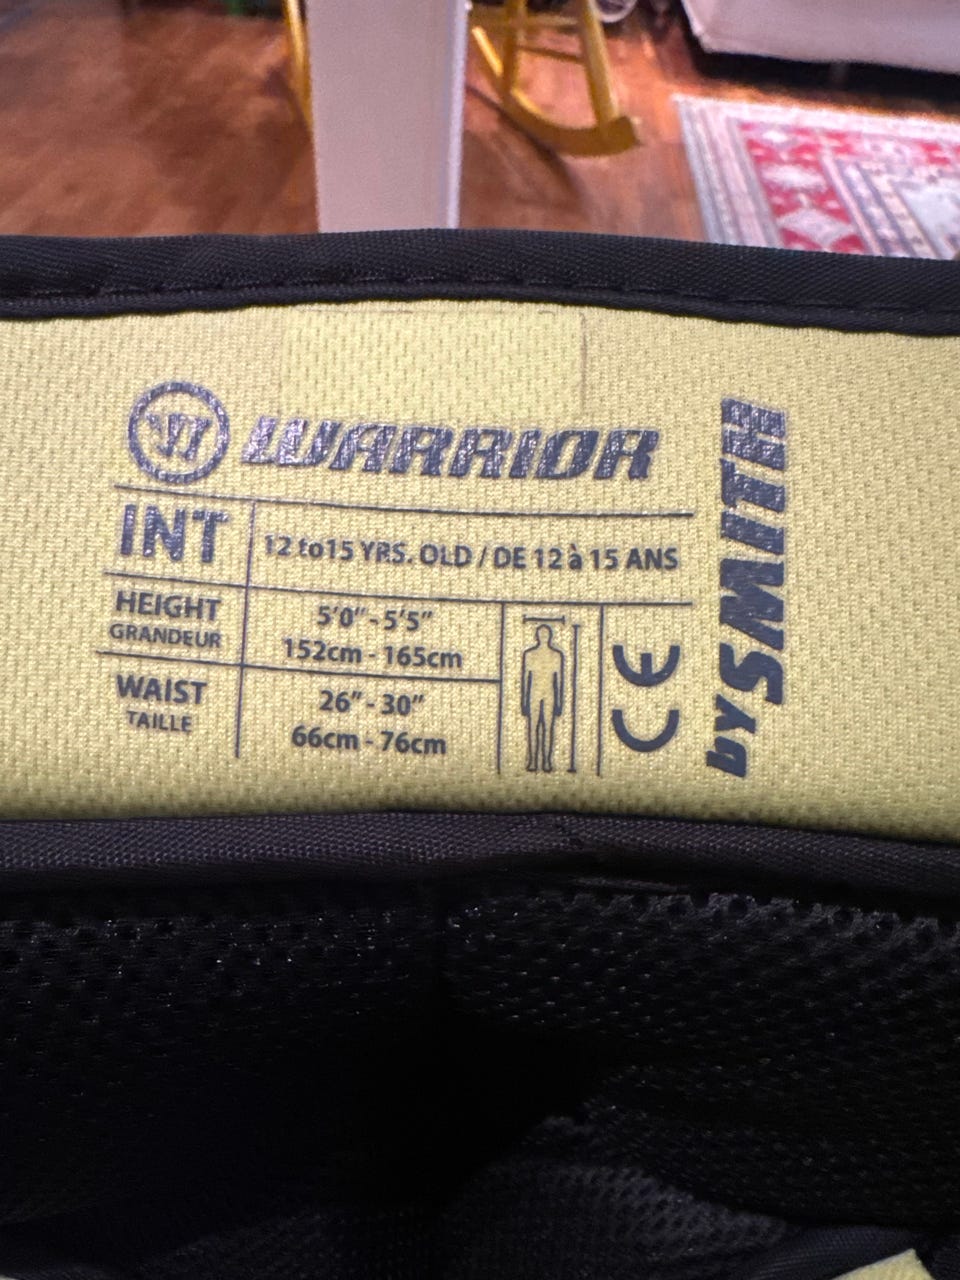 WARRIOR
INT
12 to 15 YRS. OLD / DE 12 à 15 ANS
HEIGHT
GRANDEUR
5'0" - 5'5"
152cm - 165cm
WAIST
TAILLE
26" - 30"
66cm - 76cm
CE
by SMITH